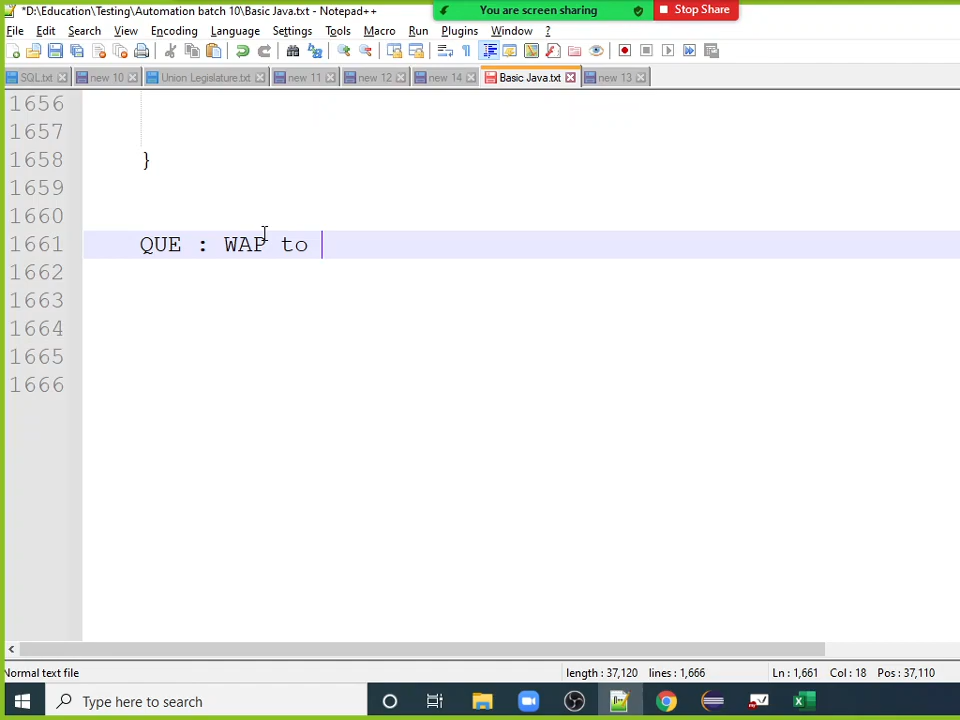 *D:\Education\Testing\Automation batch 10\Basic Java.txt - Notepad++
You are screen sharing
Stop Share
File Edit Search View Encoding Language Settings Tools Macro Run Plugins Window ?
SQL.txt new 10 Union Legislature.txt new 11 new 12 new 14 Basic Java.txt new 13
1656
1657
1658 }
1659
1660
1661 QUE : WAP to
1662
1663
1664
1665
1666
Normal text file length : 37,120 lines : 1,666 Ln : 1,661 Col : 18 Pos : 37,110
Type here to search